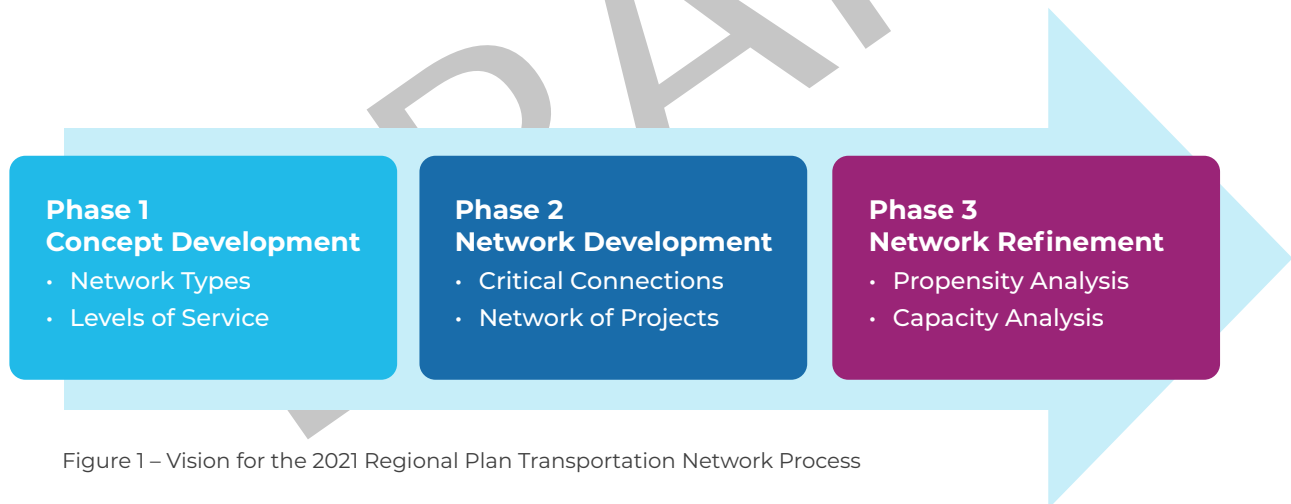 Phase 1
Concept Development
• Network Types
• Levels of Service
Phase 2
Network Development
• Critical Connections
• Network of Projects
Phase 3
Network Refinement
• Propensity Analysis
• Capacity Analysis
Figure 1 – Vision for the 2021 Regional Plan Transportation Network Process